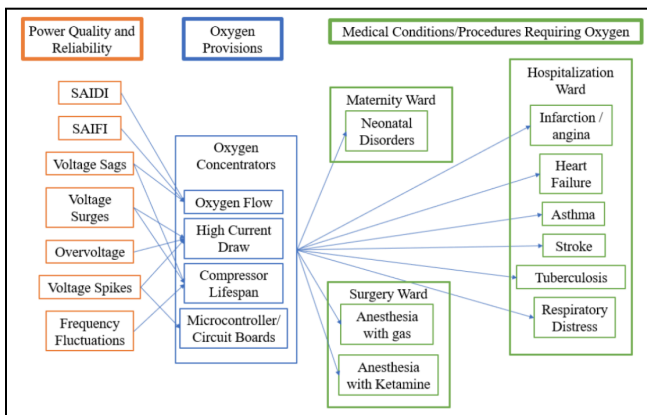 Power Quality and
Reliability
Oxygen
Provisions
Medical Conditions/Procedures Requiring Oxygen
SAIDI
SAIFI
Voltage Sags
Voltage
Surges
Overvoltage
Voltage Spikes
Frequency
Fluctuations
Oxygen
Concentrators
Oxygen Flow
High Current
Draw
Compressor
Lifespan
Microcontroller/
Circuit Boards
Maternity Ward
Neonatal
Disorders
Surgery Ward
Anesthesia
with gas
Anesthesia
with Ketamine
Hospitalization
Ward
Infarction /
angina
Heart
Failure
Asthma
Stroke
Tuberculosis
Respiratory
Distress